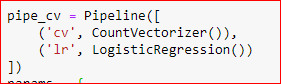 pipe_cv = Pipeline([
('cv', CountVectorizer()),
('lr', LogisticRegression())
])